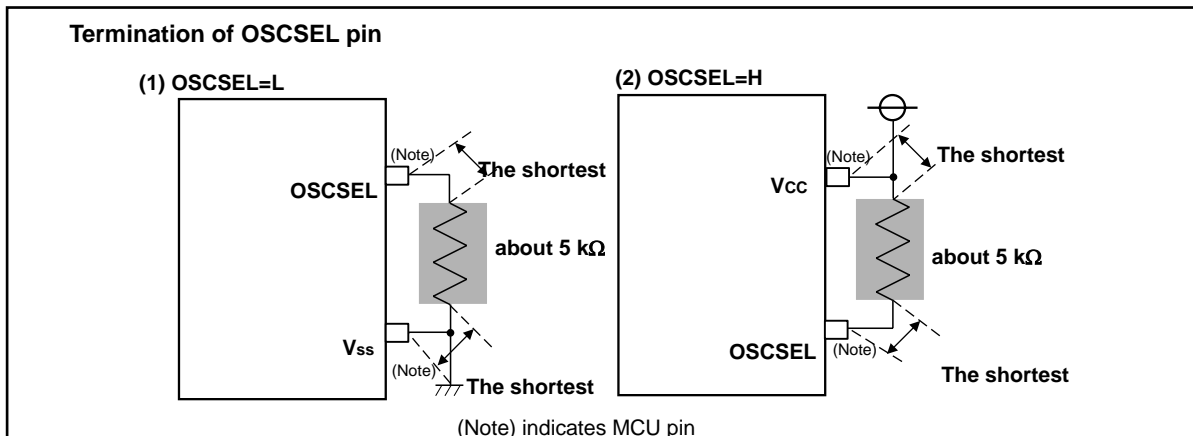 Termination of OSCSEL pin
(1) OSCSEL=L
(Note)
The shortest
OSCSEL
about 5 kΩ
Vss
(Note)
The shortest
(2) OSCSEL=H
(Note)
The shortest
VCC
about 5 kΩ
OSCSEL
(Note)
The shortest
(Note) indicates MCU pin